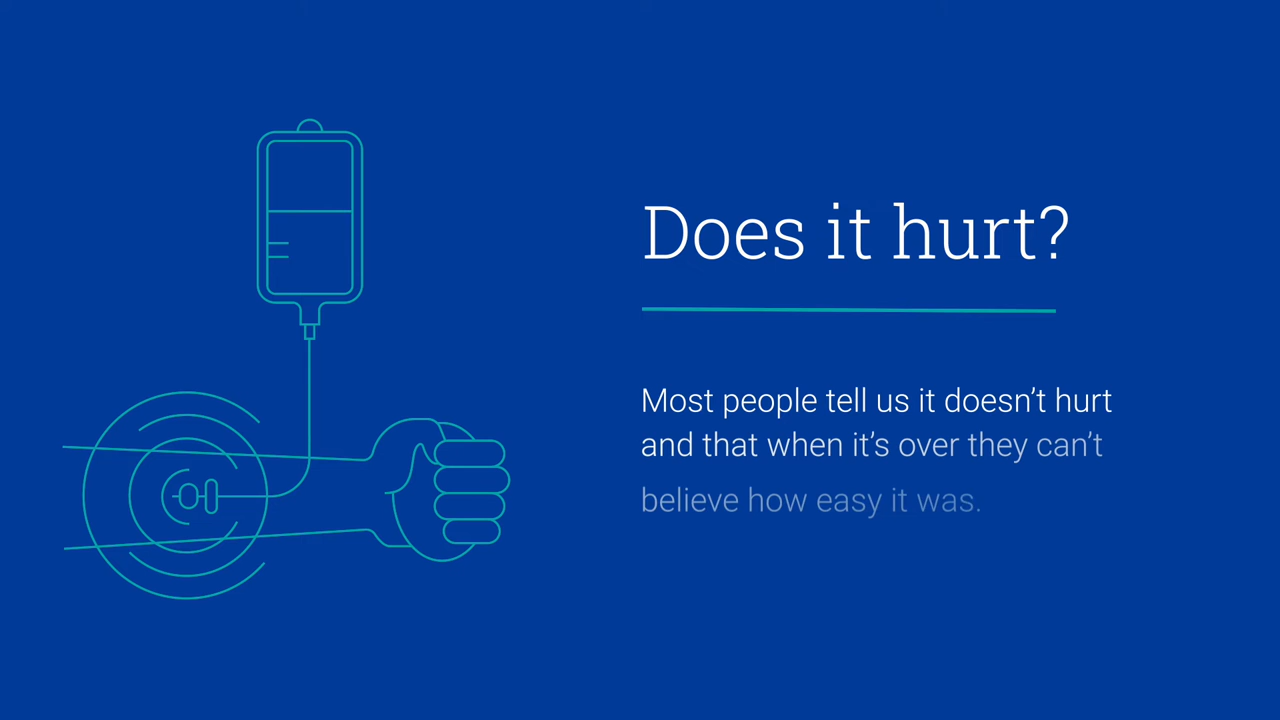 Does it hurt?
Most people tell us it doesn’t hurt
and that when it’s over they can’t
believe how easy it was.